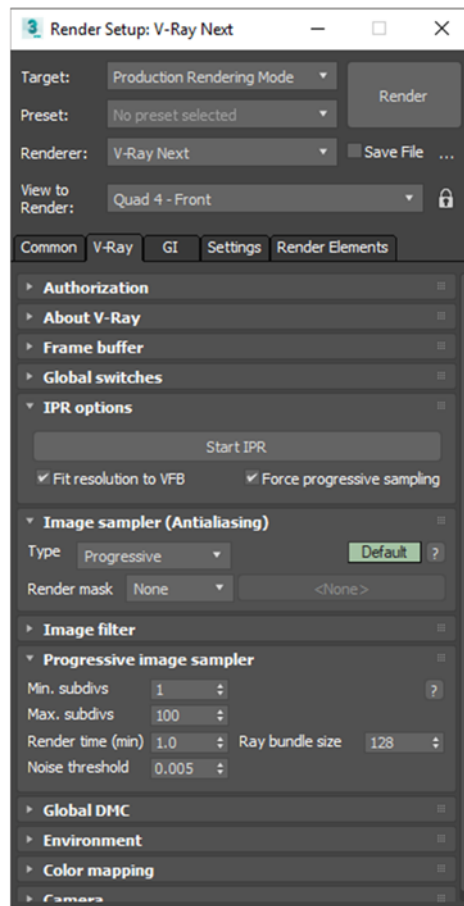 3 Render Setup: V-Ray Next
Target: Production Rendering Mode
Render
Preset: No preset selected
Renderer: V-Ray Next Save File ...
View to Render: Quad 4 - Front
Common V-Ray GI Settings Render Elements
Authorization
About V-Ray
Frame buffer
Global switches
IPR options
Start IPR
Fit resolution to VFB Force progressive sampling
Image sampler (Antialiasing)
Type Progressive Default ?
Render mask None <None>
Image filter
Progressive image sampler
Min. subdivs 1 ?
Max. subdivs 100
Render time (min) 1.0 Ray bundle size 128
Noise threshold 0.005
Global DMC
Environment
Color mapping
Camera